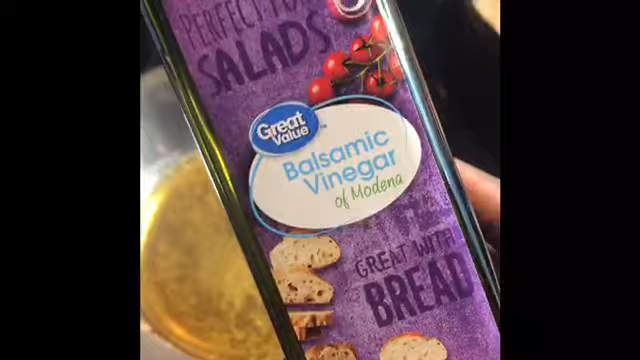 PERFECT FOR
SALADS
Great
Value
Balsamic
Vinegar
of Modena
GREAT WITH
BREAD